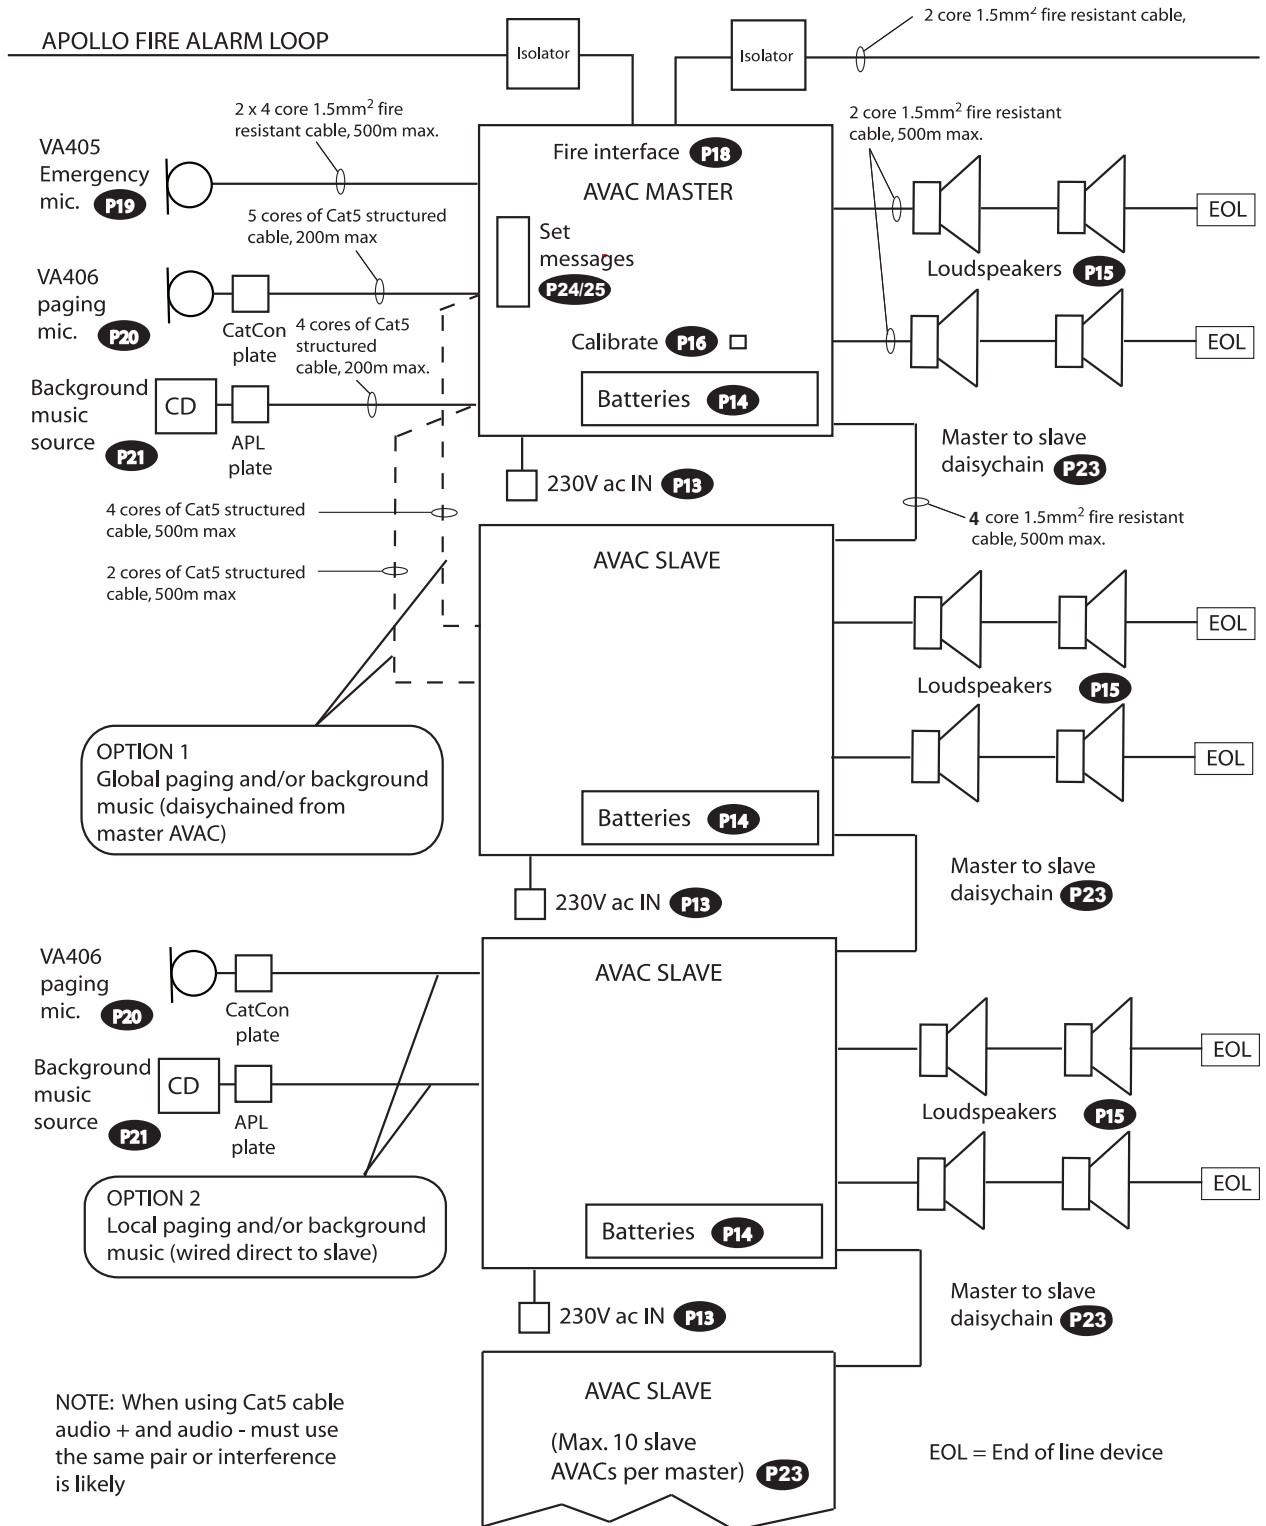 2 core 1.5mm² fire resistant cable,
APOLLO FIRE ALARM LOOP
Isolator
Isolator
2 x 4 core 1.5mm² fire
resistant cable, 500m max.
2 core 1.5mm² fire resistant
cable, 500m max.
VA405
Emergency
mic. P19
Fire interface P18
AVAC MASTER
EOL
5 cores of Cat5 structured
cable, 200m max
Set
messages
P24/25
Loudspeakers P15
VA406
paging
mic. P20
CatCon
plate
4 cores of Cat5
structured
cable, 200m max.
Calibrate P16
EOL
Background
music
source P21
CD
APL
plate
Batteries P14
Master to slave
daisychain P23
230V ac IN P13
4 cores of Cat5 structured
cable, 500m max
4 core 1.5mm² fire resistant
cable, 500m max.
2 cores of Cat5 structured
cable, 500m max
AVAC SLAVE
EOL
Loudspeakers P15
OPTION 1
Global paging and/or background
music (daisychained from
master AVAC)
EOL
Batteries P14
Master to slave
daisychain P23
230V ac IN P13
VA406
paging
mic. P20
CatCon
plate
AVAC SLAVE
EOL
Background
music
source P21
CD
APL
plate
Loudspeakers P15
OPTION 2
Local paging and/or background
music (wired direct to slave)
EOL
Batteries P14
Master to slave
daisychain P23
230V ac IN P13
NOTE: When using Cat5 cable
audio + and audio - must use
the same pair or interference
is likely
AVAC SLAVE
(Max. 10 slave
AVACs per master) P23
EOL = End of line device